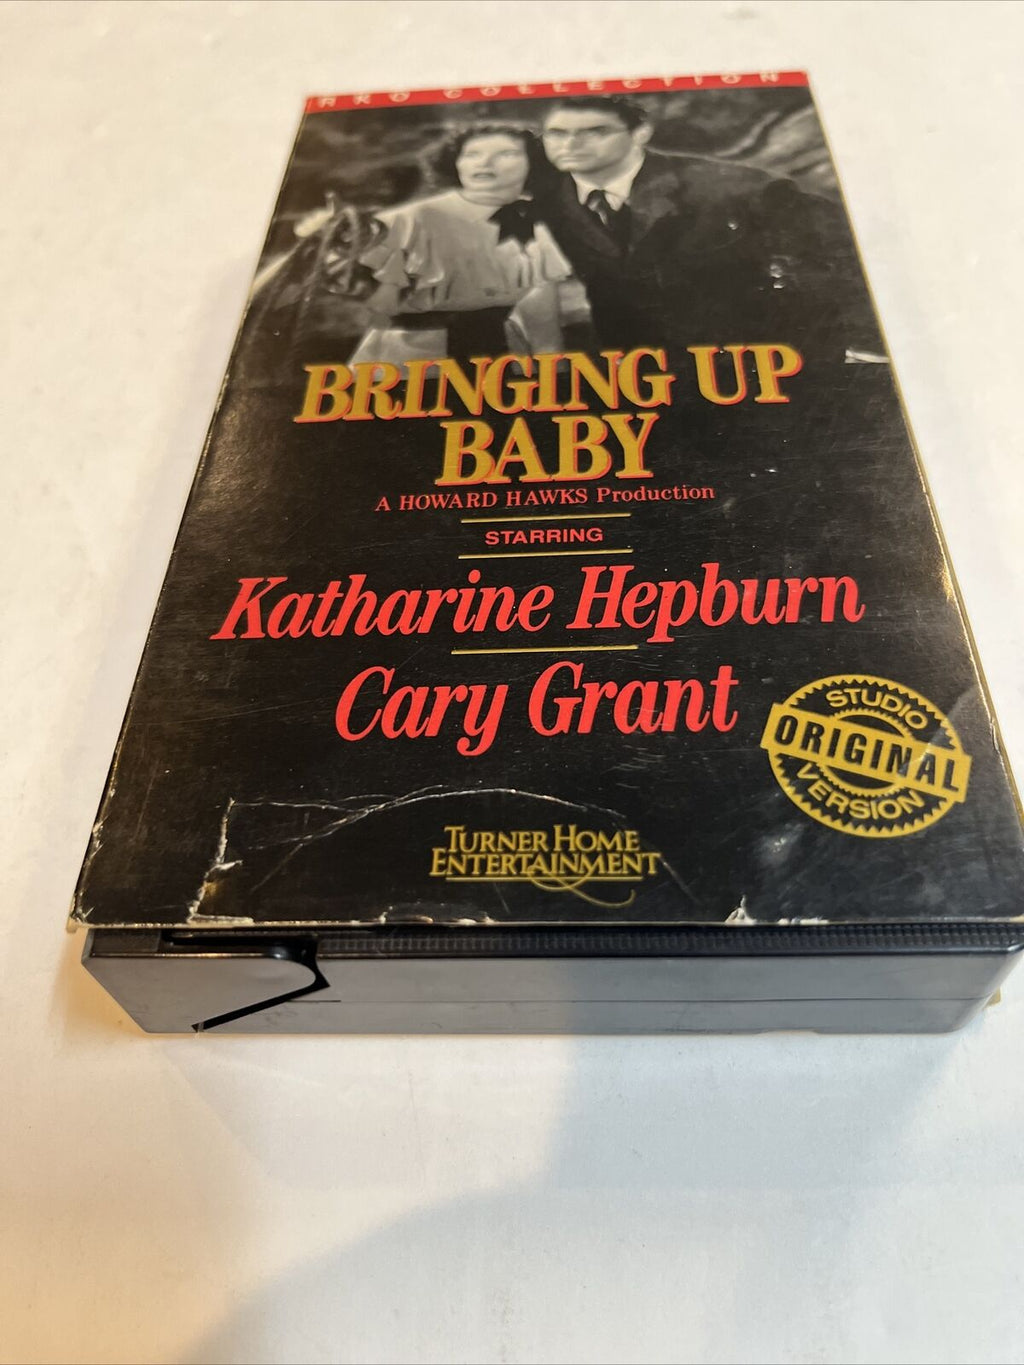 RKO COLLECTION
BRINGING UP
BABY
A HOWARD HAWKS Production
STARRING
Katharine Hepburn
Cary Grant
STUDIO
ORIGINAL
VERSION
TURNER HOME
ENTERTAINMENT